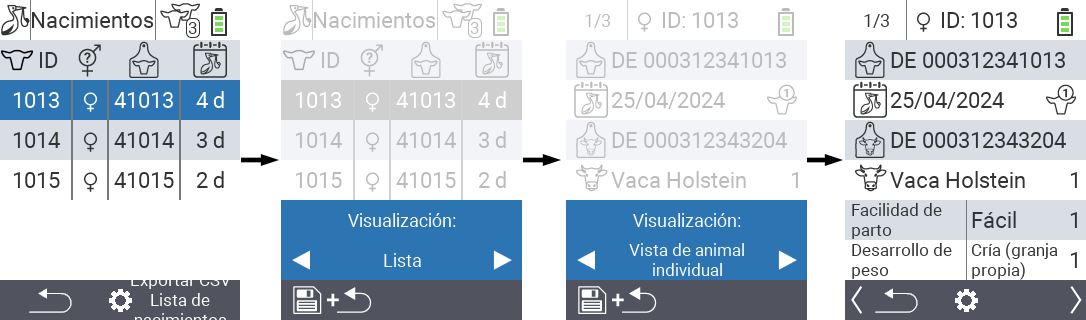 Nacimientos 3
ID
1013 41013 4 d
1014 41014 3 d
1015 41015 2 d
Exportar CSV
Lista de
nacimientos
Nacimientos 3
ID
1013 41013 4 d
1014 41014 3 d
1015 41015 2 d
Visualización:
Lista
+
1/3 ID: 1013
DE 000312341013
25/04/2024 1
DE 000312343204
Vaca Holstein 1
Visualización:
Vista de animal
individual
+
1/3 ID: 1013
DE 000312341013
25/04/2024 1
DE 000312343204
Vaca Holstein 1
Facilidad de
parto
Fácil 1
Desarrollo de
peso
Cría (granja
propia) 1